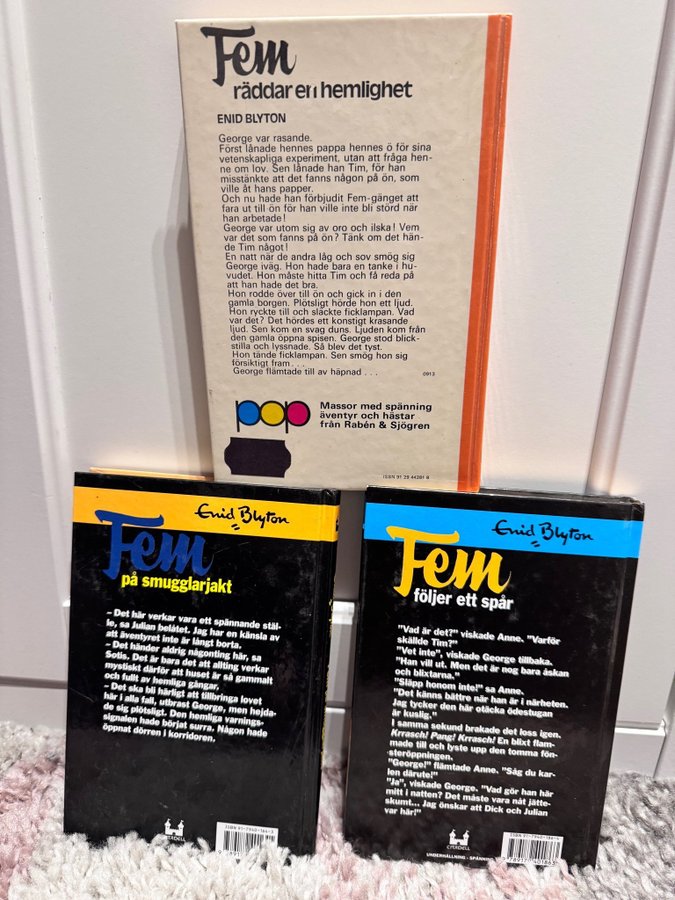 Fem
räddar en hemlighet
ENID BLYTON
George var rasande.
Först lånade hennes pappa hennes ö för sina
vetenskapliga experiment, utan att fråga hen-
ne om lov. Sen lånade han Tim, för han
misstänkte att det fanns någon på ön, som
ville åt hans papper.
Och nu hade han förbjudit Fem-gänget att
fara ut till ön för han ville inte bli störd när
han arbetade!
George var utom sig av oro och ilska! Vem
var det som fanns på ön? Tänk om det hän-
de Tim något!
En natt när de andra låg och sov smög sig
George iväg. Hon hade bara en tanke i hu-
vudet. Hon måste hitta Tim och få reda på
att han hade det bra.
Hon rodde över till ön och gick in i den
gamla borgen. Plötsligt hörde hon ett ljud.
Hon ryckte till och släckte ficklampan. Vad
var det? Det hördes ett konstigt krasande
ljud. Sen kom en svag duns. Ljuden kom från
den gamla öppna spisen. George stod blick-
stilla och lyssnade. Så blev det tyst.
Hon tände ficklampan. Sen smög hon sig
försiktigt fram . . .
George flämtade till av häpnad . . .
0913
pop
Massor med spänning
äventyr och hästar
från Rabén & Sjögren
Enid Blyton
Fem
på smugglarjakt
– Det här verkar vara ett spännande stäl-
le, sa Julian belåtet. Jag har en känsla av
att äventyret inte är långt borta.
– Det händer aldrig någonting här, sa
Sotis. Det är bara det att allting verkar
mystiskt därför att huset är så gammalt
och fullt av hemliga gångar.
– Det ska bli härligt att tillbringa lovet
här i alla fall, utbrast George, men hejda-
de sig plötsligt. Den hemliga varnings-
signalen hade börjat surra. Någon hade
öppnat dörren i korridoren.
Enid Blyton
Fem
följer ett spår
"Vad är det?" viskade Anne. "Varför
skällde Tim?"
"Vet inte", viskade George tillbaka.
"Han vill ut. Men det är nog bara åskan
och blixtarna."
"Släpp honom inte!" sa Anne.
"Det känns bättre när han är i närheten.
Jag tycker den här otäcka ödestugan
är kuslig."
I samma sekund brakade det loss igen.
Krrasch! Pang! Krrasch! En blixt flam-
made till och lyste upp den tomma fön-
steröppningen.
"George!" flämtade Anne. "Såg du kar-
len därute!"
"Ja", viskade George. "Vad gör han här
mitt i natten? Det måste vara nåt jätte-
skumt... Jag önskar att Dick och Julian
var här!"